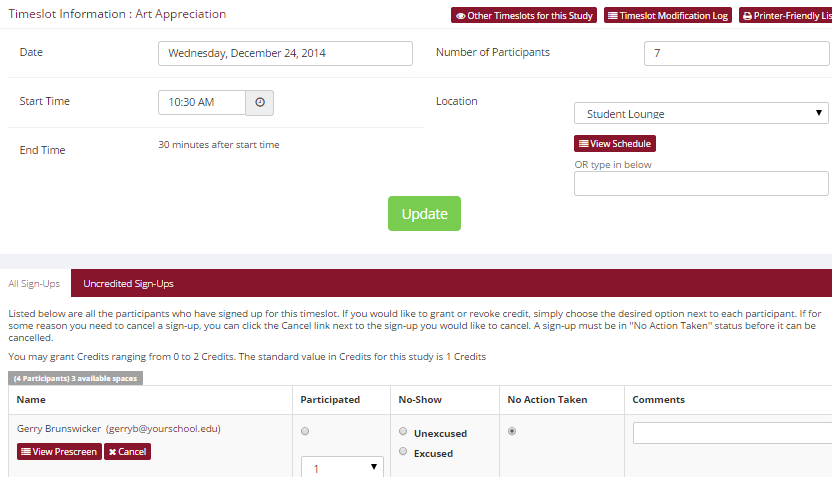 Timeslot Information : Art Appreciation
Other Timeslots for this Study
Timeslot Modification Log
Printer-Friendly Lis
Date
Wednesday, December 24, 2014
Number of Participants
7
Start Time
10:30 AM
Location
Student Lounge
View Schedule
End Time
30 minutes after start time
OR type in below
Update
All Sign-Ups
Uncredited Sign-Ups
Listed below are all the participants who have signed up for this timeslot. If you would like to grant or revoke credit, simply choose the desired option next to each participant. If for
some reason you need to cancel a sign-up, you can click the Cancel link next to the sign-up you would like to cancel. A sign-up must be in "No Action Taken" status before it can be
cancelled.
You may grant Credits ranging from 0 to 2 Credits. The standard value in Credits for this study is 1 Credits
(4 Participants) 3 available spaces
Name
Participated
No-Show
No Action Taken
Comments
Gerry Brunswicker (gerryb@yourschool.edu)
View Prescreen
Cancel
1
Unexcused
Excused